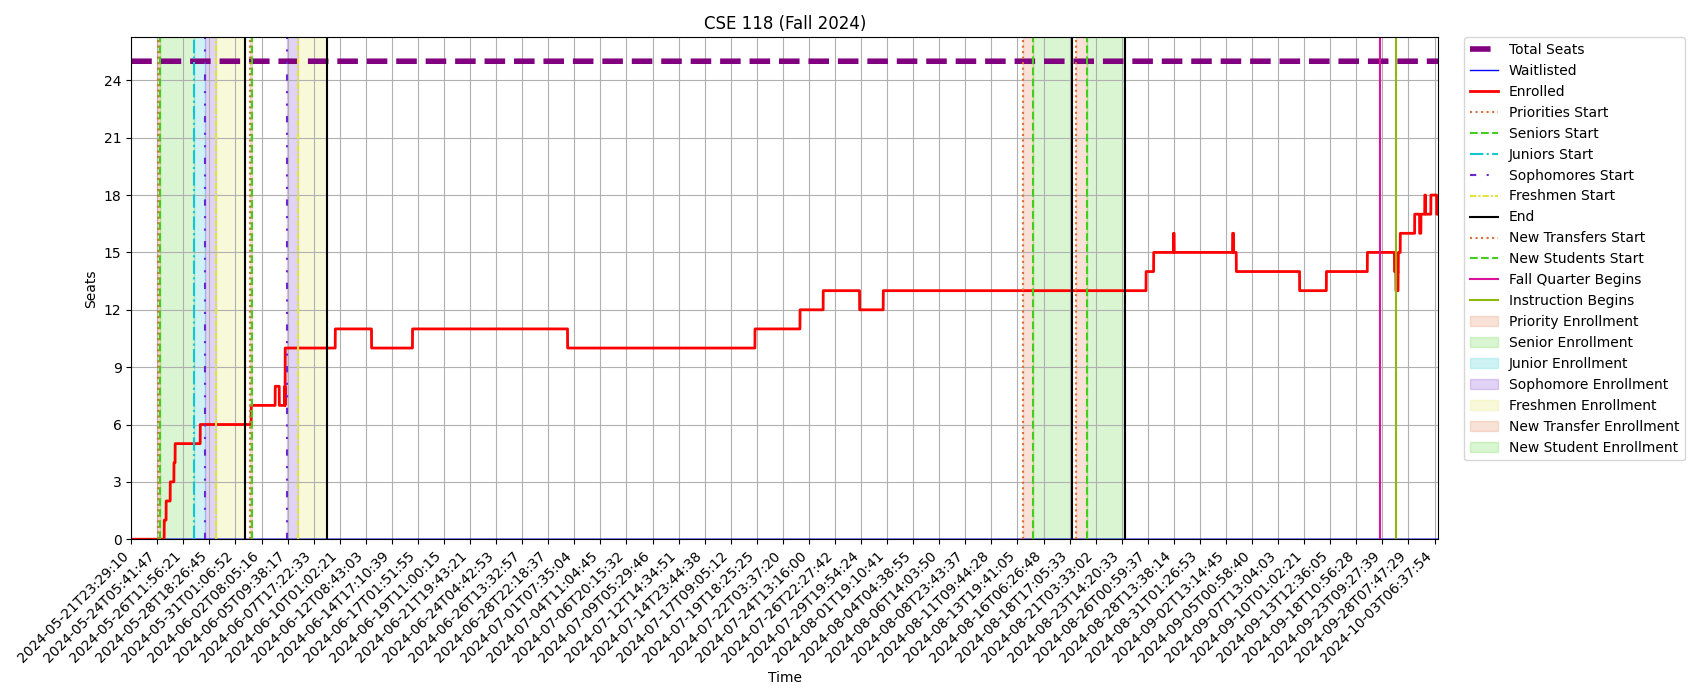 CSE 118 (Fall 2024)
Seats
24
21
18
15
12
9
6
3
0
2024-05-21T23:29:10
2024-05-24T05:41:47
2024-05-26T11:56:21
2024-05-28T18:26:45
2024-05-31T01:06:52
2024-06-02T08:05:16
2024-06-05T09:38:17
2024-06-07T17:22:33
2024-06-10T01:02:21
2024-06-12T08:43:03
2024-06-14T17:10:39
2024-06-17T01:51:55
2024-06-19T11:00:15
2024-06-21T19:43:21
2024-06-24T04:42:53
2024-06-26T13:32:57
2024-06-28T22:18:37
2024-07-01T07:35:04
2024-07-04T11:04:45
2024-07-06T20:15:32
2024-07-09T05:29:46
2024-07-12T14:34:51
2024-07-14T23:44:38
2024-07-17T09:05:12
2024-07-19T18:25:25
2024-07-22T03:37:20
2024-07-24T13:16:00
2024-07-26T22:27:42
2024-07-29T19:54:24
2024-08-01T19:10:41
2024-08-04T04:38:55
2024-08-06T14:03:50
2024-08-08T23:43:37
2024-08-11T09:44:28
2024-08-13T19:41:05
2024-08-16T06:26:48
2024-08-18T17:05:33
2024-08-21T03:33:02
2024-08-23T14:20:33
2024-08-26T00:59:37
2024-08-28T13:38:14
2024-08-31T01:26:53
2024-09-02T13:14:45
2024-09-05T00:58:40
2024-09-07T13:04:03
2024-09-10T01:02:21
2024-09-13T12:36:05
2024-09-18T10:56:28
2024-09-23T09:27:39
2024-09-28T07:47:29
2024-10-03T06:37:54
Time
Total Seats
Waitlisted
Enrolled
Priorities Start
Seniors Start
Juniors Start
Sophomores Start
Freshmen Start
End
New Transfers Start
New Students Start
Fall Quarter Begins
Instruction Begins
Priority Enrollment
Senior Enrollment
Junior Enrollment
Sophomore Enrollment
Freshmen Enrollment
New Transfer Enrollment
New Student Enrollment